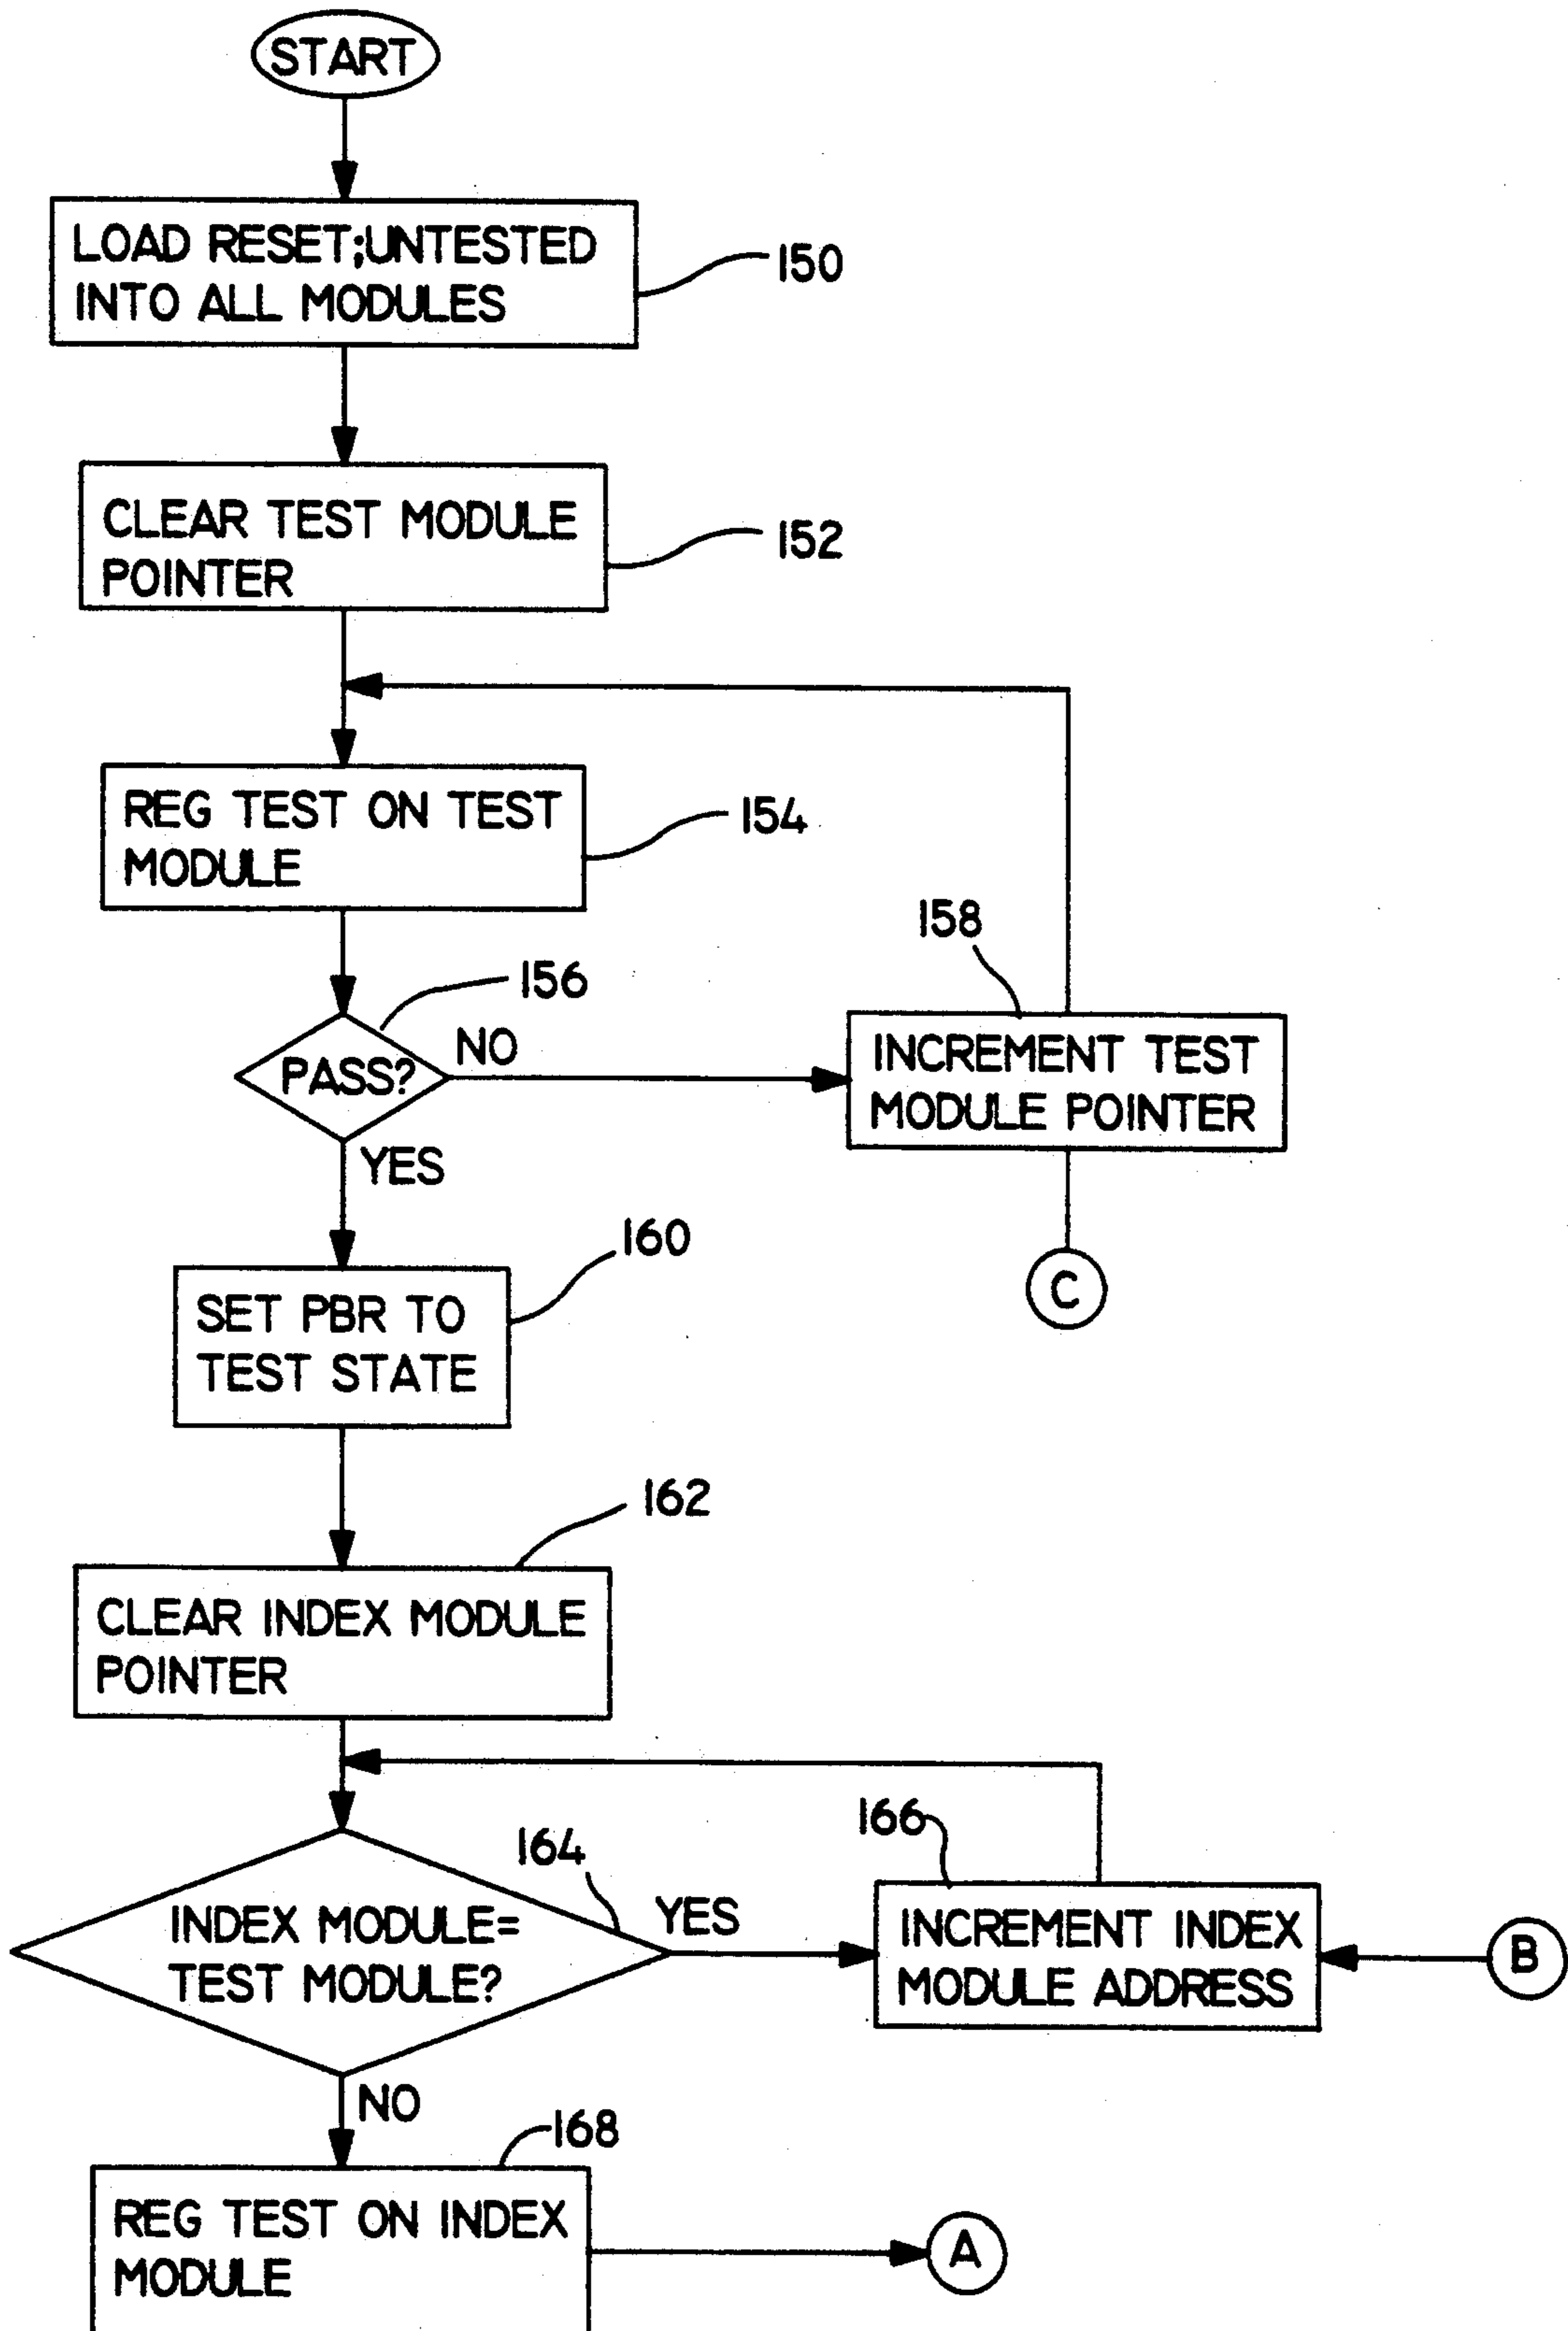 START
LOAD RESET;UNTESTED
INTO ALL MODULES
150
CLEAR TEST MODULE
POINTER
152
REG TEST ON TEST
MODULE
154
156
PASS?
NO
YES
158
INCREMENT TEST
MODULE POINTER
C
160
SET PBR TO
TEST STATE
162
CLEAR INDEX MODULE
POINTER
164
INDEX MODULE=
TEST MODULE?
YES
NO
166
INCREMENT INDEX
MODULE ADDRESS
B
168
REG TEST ON INDEX
MODULE
A